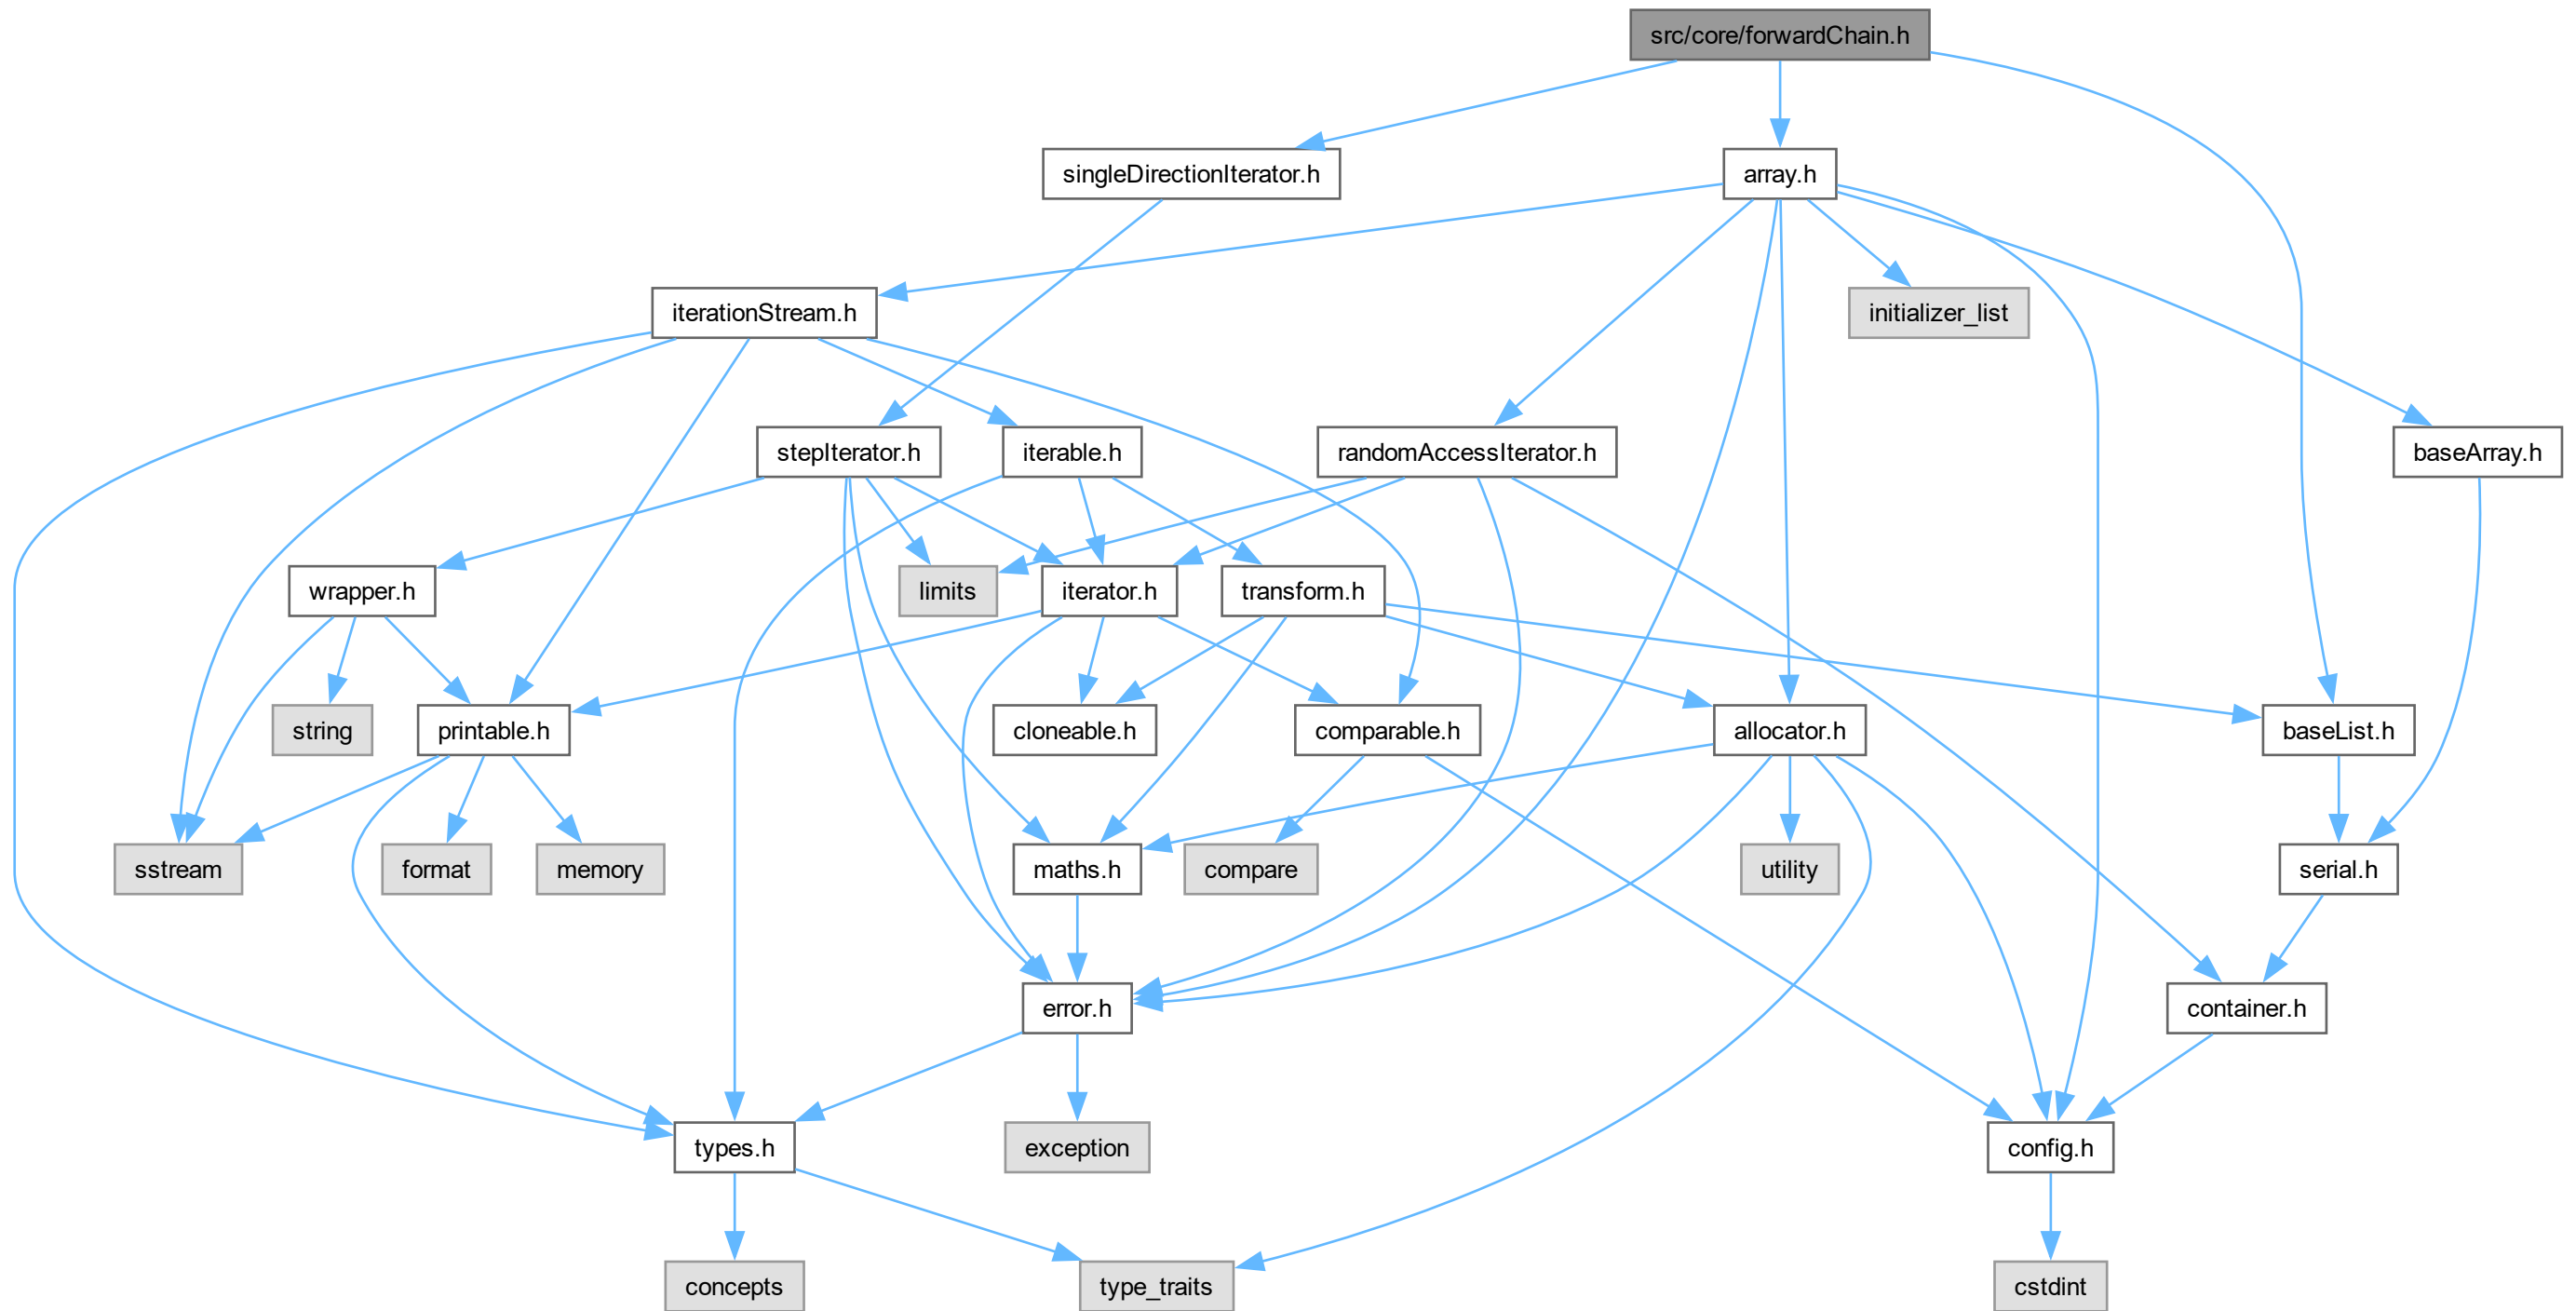 src/core/forwardChain.h
singleDirectionIterator.h
array.h
iterationStream.h
initializer_list
stepIterator.h
iterable.h
randomAccessIterator.h
baseArray.h
wrapper.h
limits
iterator.h
transform.h
string
printable.h
cloneable.h
comparable.h
allocator.h
baseList.h
sstream
format
memory
maths.h
compare
utility
serial.h
error.h
container.h
types.h
exception
config.h
concepts
type_traits
cstdint